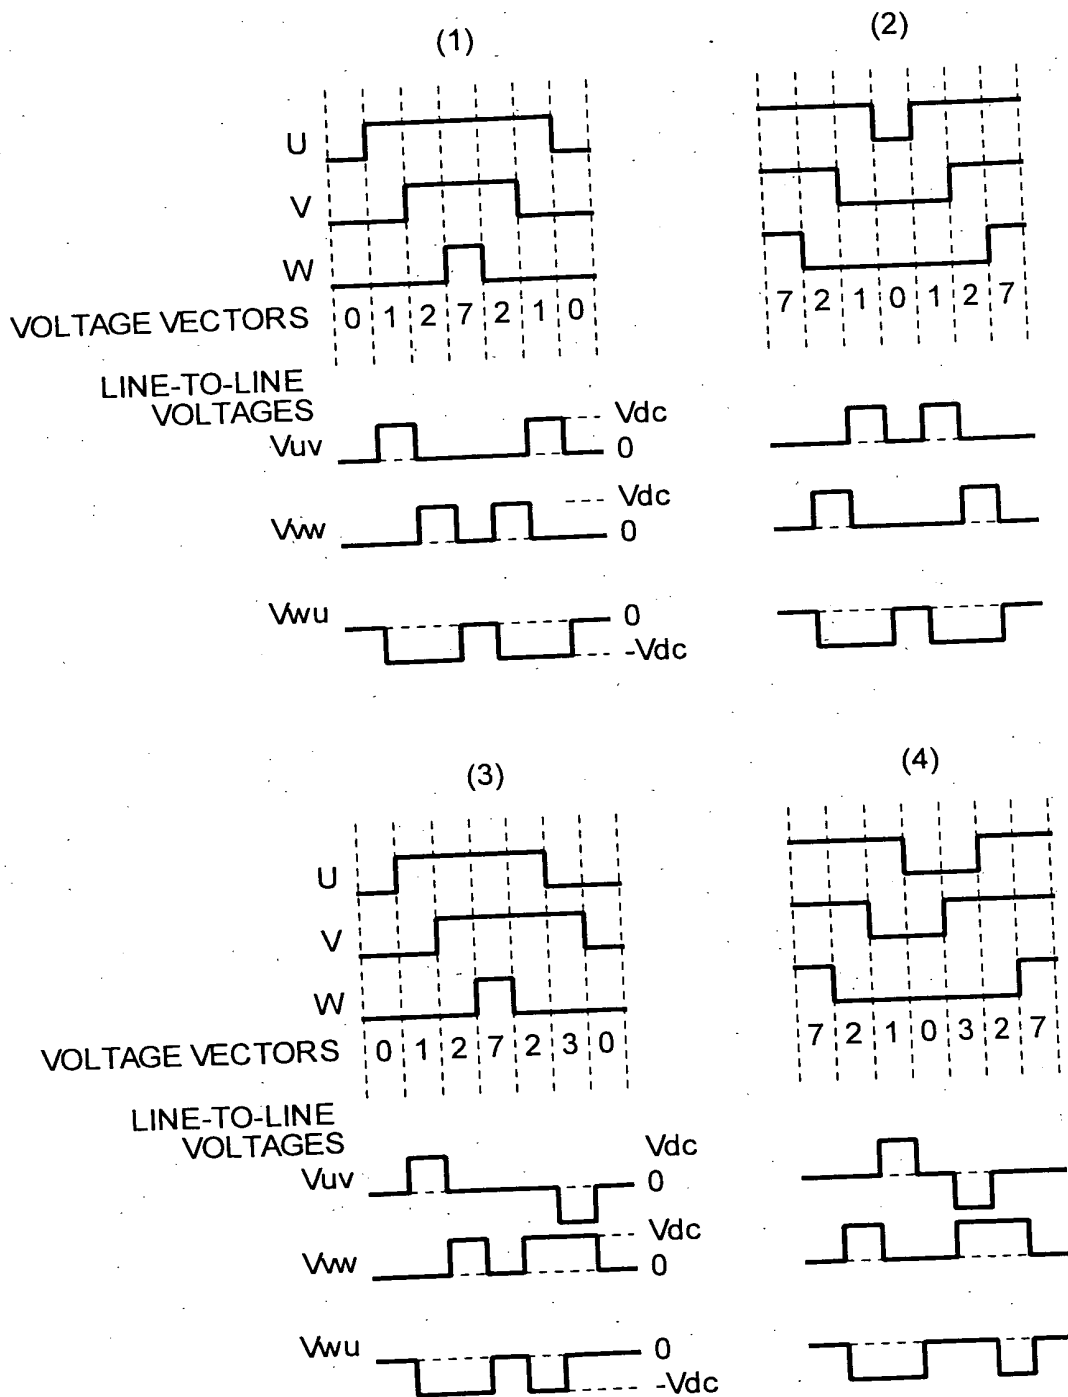 (1) (2)
U
V
W
VOLTAGE VECTORS 0 1 2 7 2 1 0 7 2 1 0 1 2 7
LINE-TO-LINE
VOLTAGES
Vuv Vdc
0
Vvw Vdc
0
Vwu 0
-Vdc
(3) (4)
U
V
W
VOLTAGE VECTORS 0 1 2 7 2 3 0 7 2 1 0 3 2 7
LINE-TO-LINE
VOLTAGES
Vuv Vdc
0
Vvw Vdc
0
Vwu 0
-Vdc